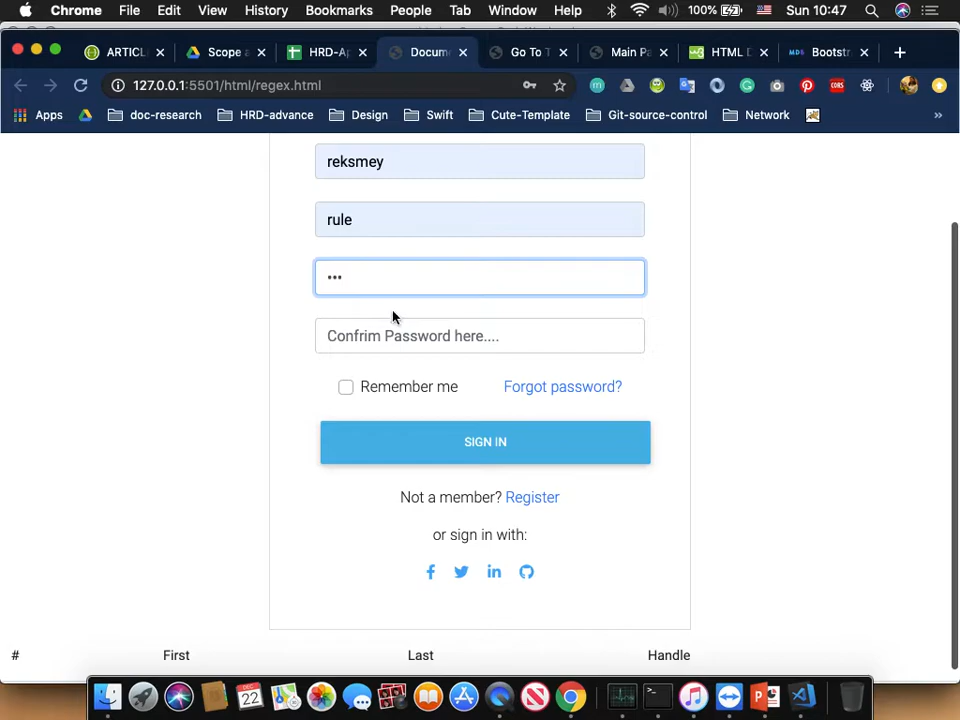 Chrome File Edit View History Bookmarks People Tab Window Help 100% Sun 10:47
ARTICL Scope a HRD-Ap Docum Go To T Main Pa HTML D Bootst
127.0.0.1:5501/html/regex.html
Apps doc-research HRD-advance Design Swift Cute-Template Git-source-control Network »
reksmey
rule
•••
Confrim Password here....
Remember me Forgot password?
SIGN IN
Not a member? Register
or sign in with:
# First Last Handle